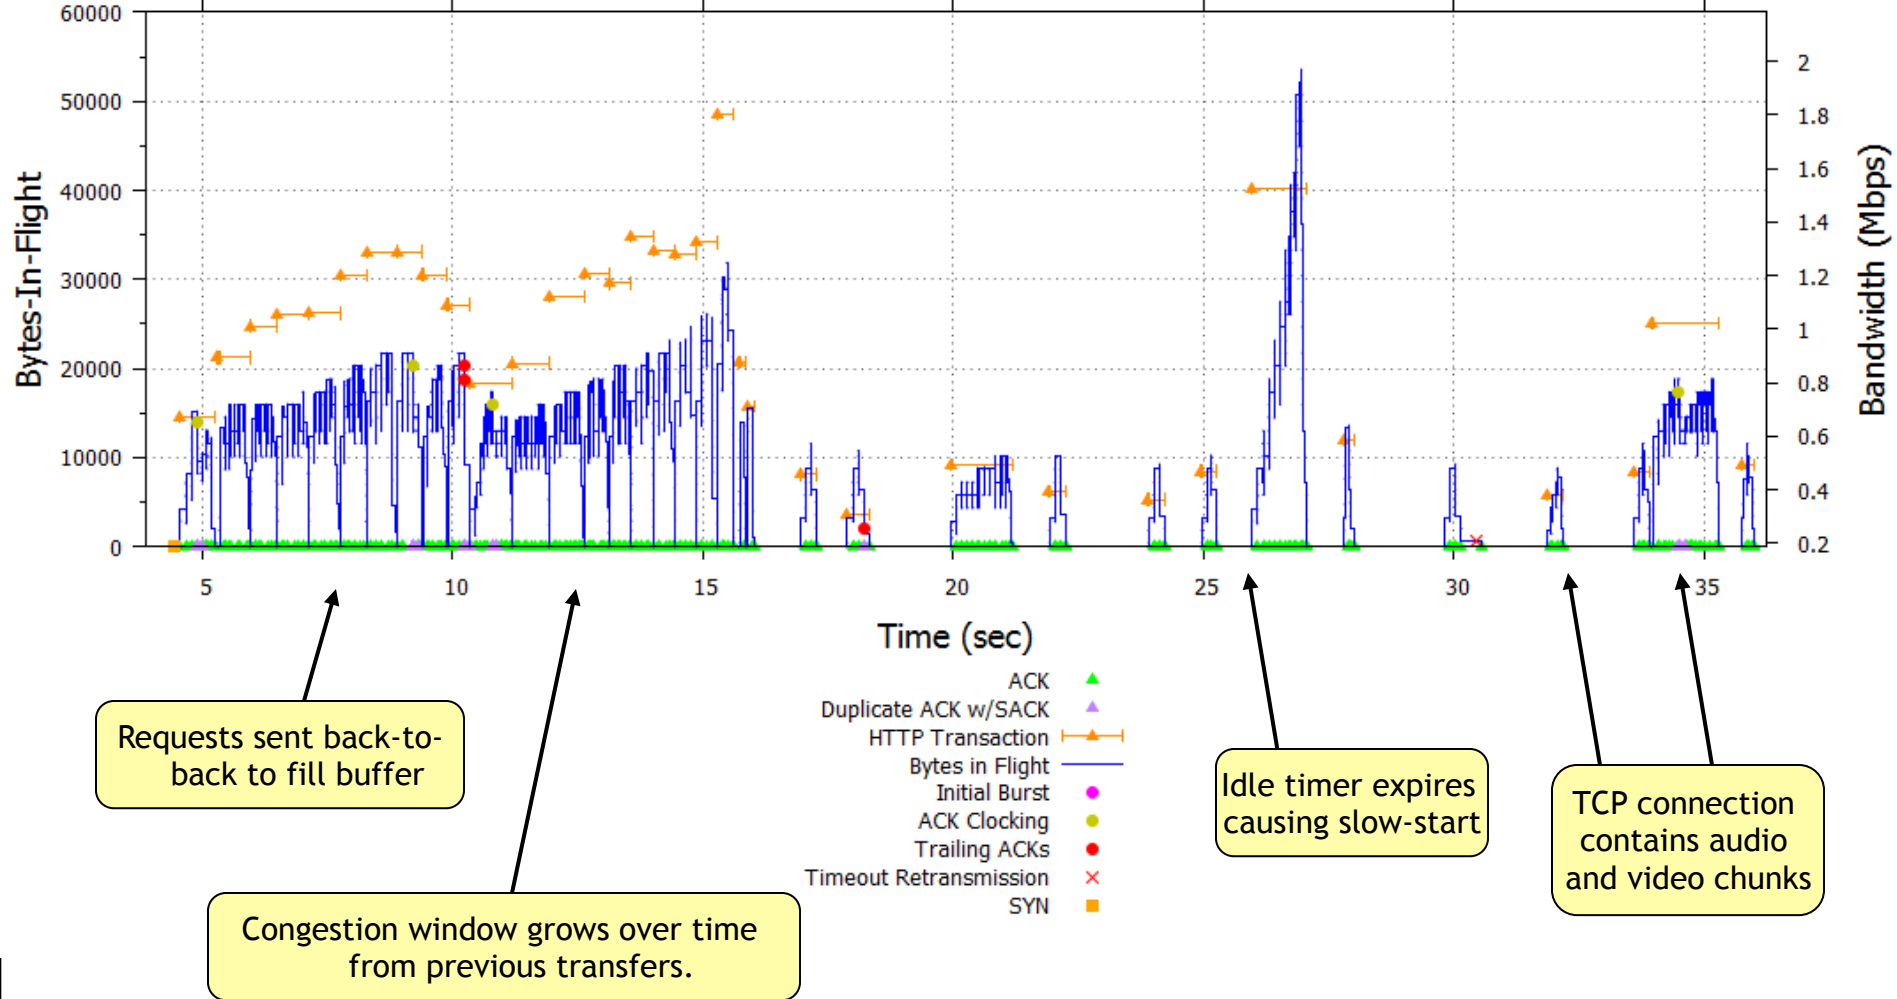 60000
50000
40000
30000
20000
10000
0
Bytes-In-Flight
2
1.8
1.6
1.4
1.2
1
0.8
0.6
0.4
0.2
Bandwidth (Mbps)
5 10 15 20 25 30 35
Time (sec)
ACK
Duplicate ACK w/SACK
HTTP Transaction
Bytes in Flight
Initial Burst
ACK Clocking
Trailing ACKs
Timeout Retransmission
SYN
Requests sent back-to-
back to fill buffer
Congestion window grows over time
from previous transfers.
Idle timer expires
causing slow-start
TCP connection
contains audio
and video chunks